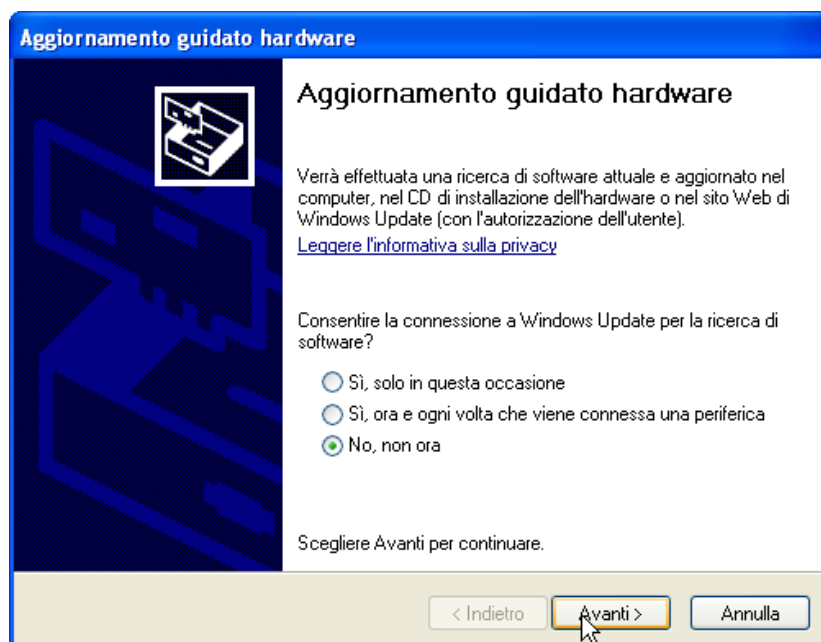 Aggiornamento guidato hardware
Aggiornamento guidato hardware
Verrà effettuata una ricerca di software attuale e aggiornato nel
computer, nel CD di installazione dell'hardware o nel sito Web di
Windows Update (con l'autorizzazione dell'utente).
Leggere l'informativa sulla privacy
Consentire la connessione a Windows Update per la ricerca di
software?
Sì, solo in questa occasione
Sì, ora e ogni volta che viene connessa una periferica
No, non ora
Scegliere Avanti per continuare.
< Indietro
Avanti >
Annulla